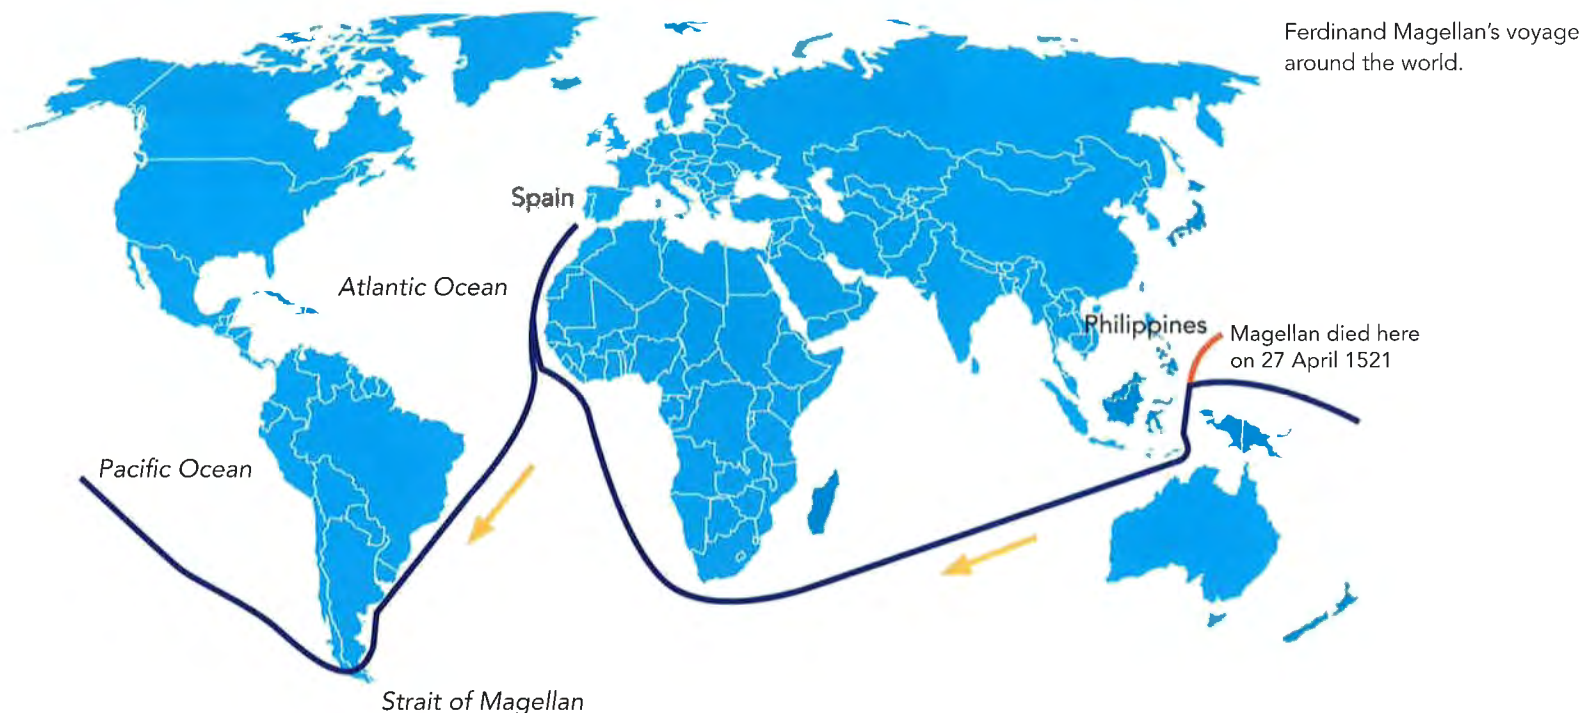 Ferdinand Magellan's voyage
around the world.
Spain
Atlantic Ocean
Philippines
Magellan died here
on 27 April 1521
Pacific Ocean
Strait of Magellan